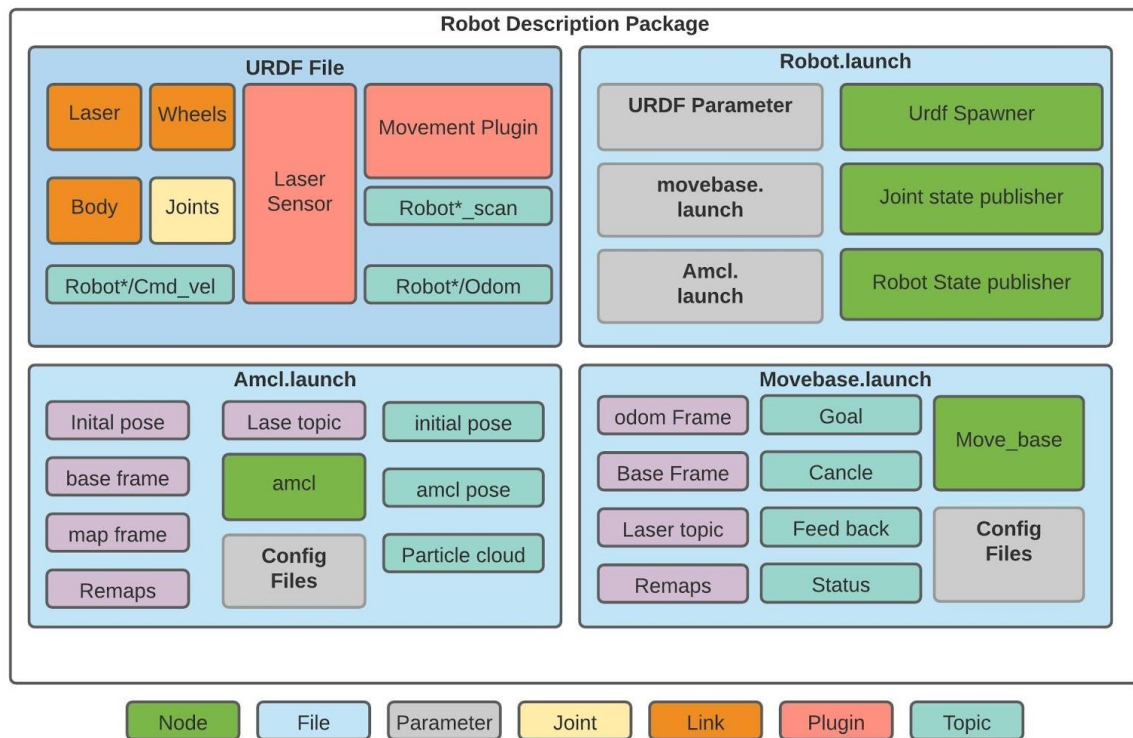 Robot Description Package
URDF File
Laser
Wheels
Laser
Sensor
Movement Plugin
Body
Joints
Robot*_scan
Robot*/Cmd_vel
Robot*/Odom
Robot.launch
URDF Parameter
Urdf Spawner
movebase.
launch
Joint state publisher
Amcl.
launch
Robot State publisher
Amcl.launch
Inital pose
Lase topic
initial pose
base frame
amcl
amcl pose
map frame
Config
Files
Particle cloud
Remaps
Movebase.launch
odom Frame
Goal
Move_base
Base Frame
Cancle
Laser topic
Feed back
Config
Files
Remaps
Status
Node
File
Parameter
Joint
Link
Plugin
Topic